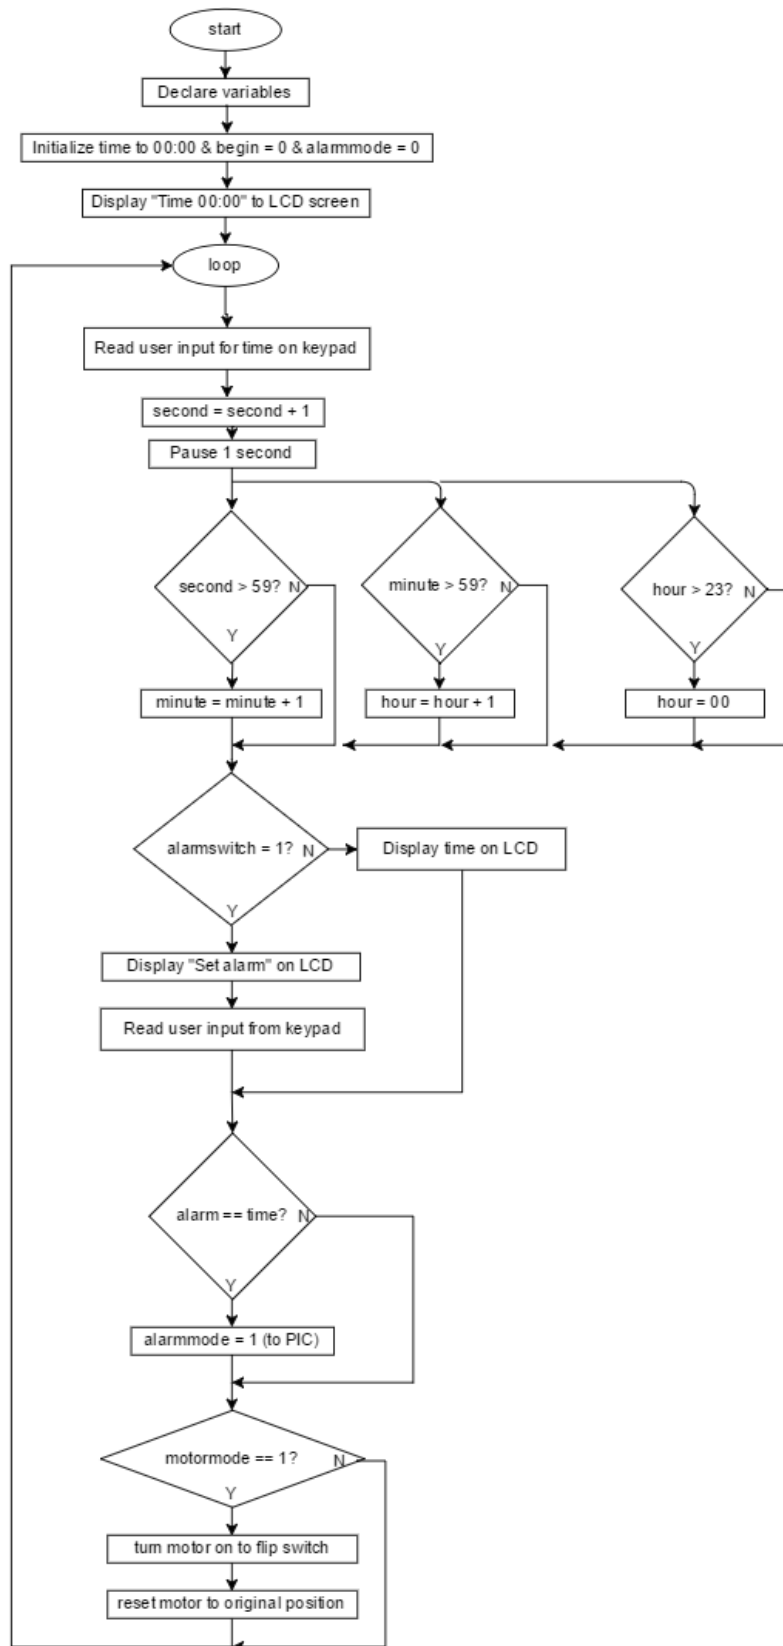 start
Declare variables
Initialize time to 00:00 & begin = 0 & alarmmode = 0
Display "Time 00:00" to LCD screen
loop
Read user input for time on keypad
second = second + 1
Pause 1 second
second > 59? N
Y
minute = minute + 1
minute > 59? N
Y
hour = hour + 1
hour > 23? N
Y
hour = 00
alarmswitch = 1? N
Y
Display time on LCD
Display "Set alarm" on LCD
Read user input from keypad
alarm == time? N
Y
alarmmode = 1 (to PIC)
motormode == 1? N
Y
turn motor on to flip switch
reset motor to original position